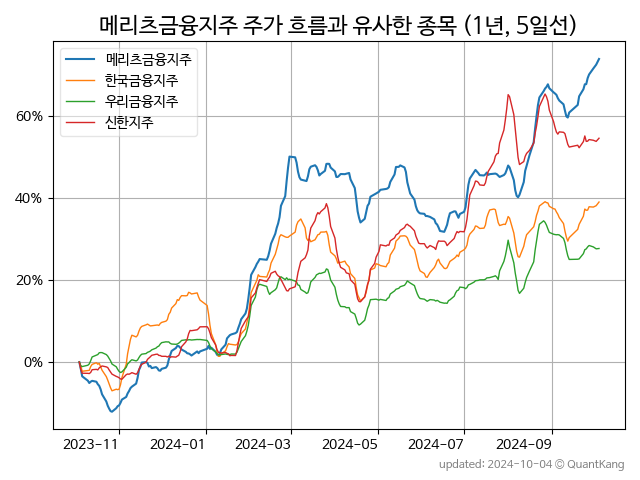 메리츠금융지주 주가 흐름과 유사한 종목 (1년, 5일선)
메리츠금융지주
한국금융지주
우리금융지주
신한지주
60%
40%
20%
0%
2023-11 2024-01 2024-03 2024-05 2024-07 2024-09
updated: 2024-10-04 © QuantKang